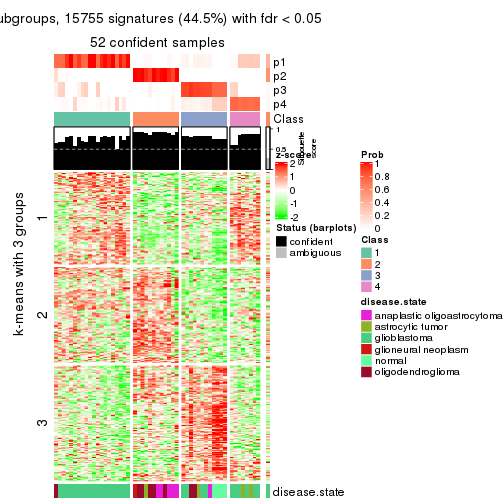 ubgroups, 15755 signatures (44.5%) with fdr < 0.05
52 confident samples
p1
p2
p3
p4
Class
1
0.5
0
Silhouette
score
k-means with 3 groups
1
2
3
disease.state
z-score
2
1
0
-1
-2
Status (barplots)
confident
ambiguous
Prob
1
0.8
0.6
0.4
0.2
0
Class
1
2
3
4
disease.state
anaplastic oligoastrocytoma
astrocytic tumor
glioblastoma
glioneural neoplasm
normal
oligodendroglioma